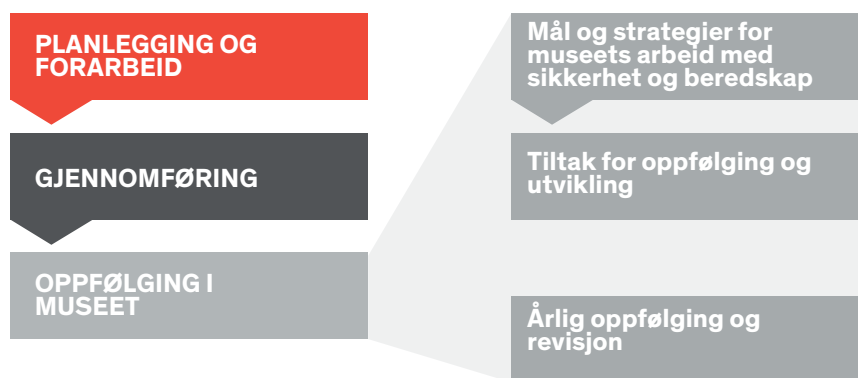 PLANLEGGING OG
FORARBEID
GJENNOMFØRING
OPPFØLGING I
MUSEET
Mål og strategier for
museets arbeid med
sikkerhet og beredskap
Tiltak for oppfølging og
utvikling
Årlig oppfølging og
revisjon